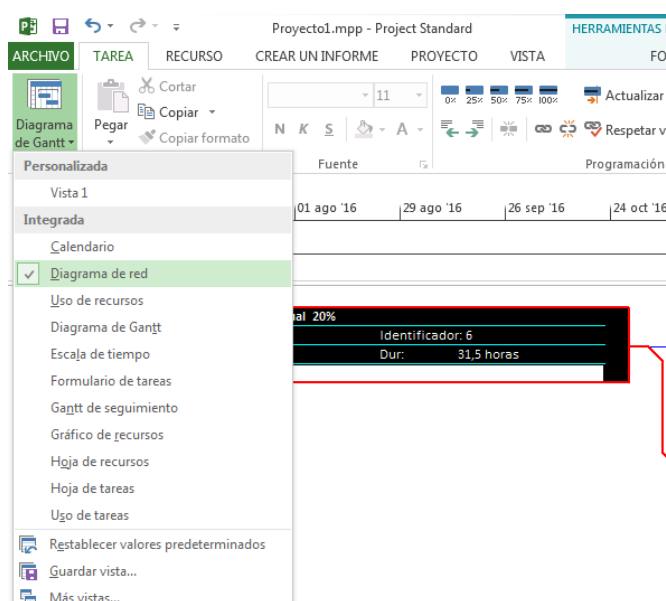 Proyecto1.mpp - Project Standard
HERRAMIENTAS
ARCHIVO TAREA RECURSO CREAR UN INFORME PROYECTO VISTA FO
Diagrama de Gantt
Pegar
Cortar
Copiar
Copiar formato
11
N K S A
0% 25% 50% 75% 100%
Actualizar
Respetar v
Fuente
Programación
Personalizada
Vista 1
Integrada
Calendario
Diagrama de red
Uso de recursos
Diagrama de Gantt
Escala de tiempo
Formulario de tareas
Gantt de seguimiento
Gráfico de recursos
Hoja de recursos
Hoja de tareas
Uso de tareas
Restablecer valores predeterminados
Guardar vista...
Más vistas...
01 ago '16 29 ago '16 26 sep '16 24 oct '16
ial 20%
Identificador: 6
Dur: 31,5 horas